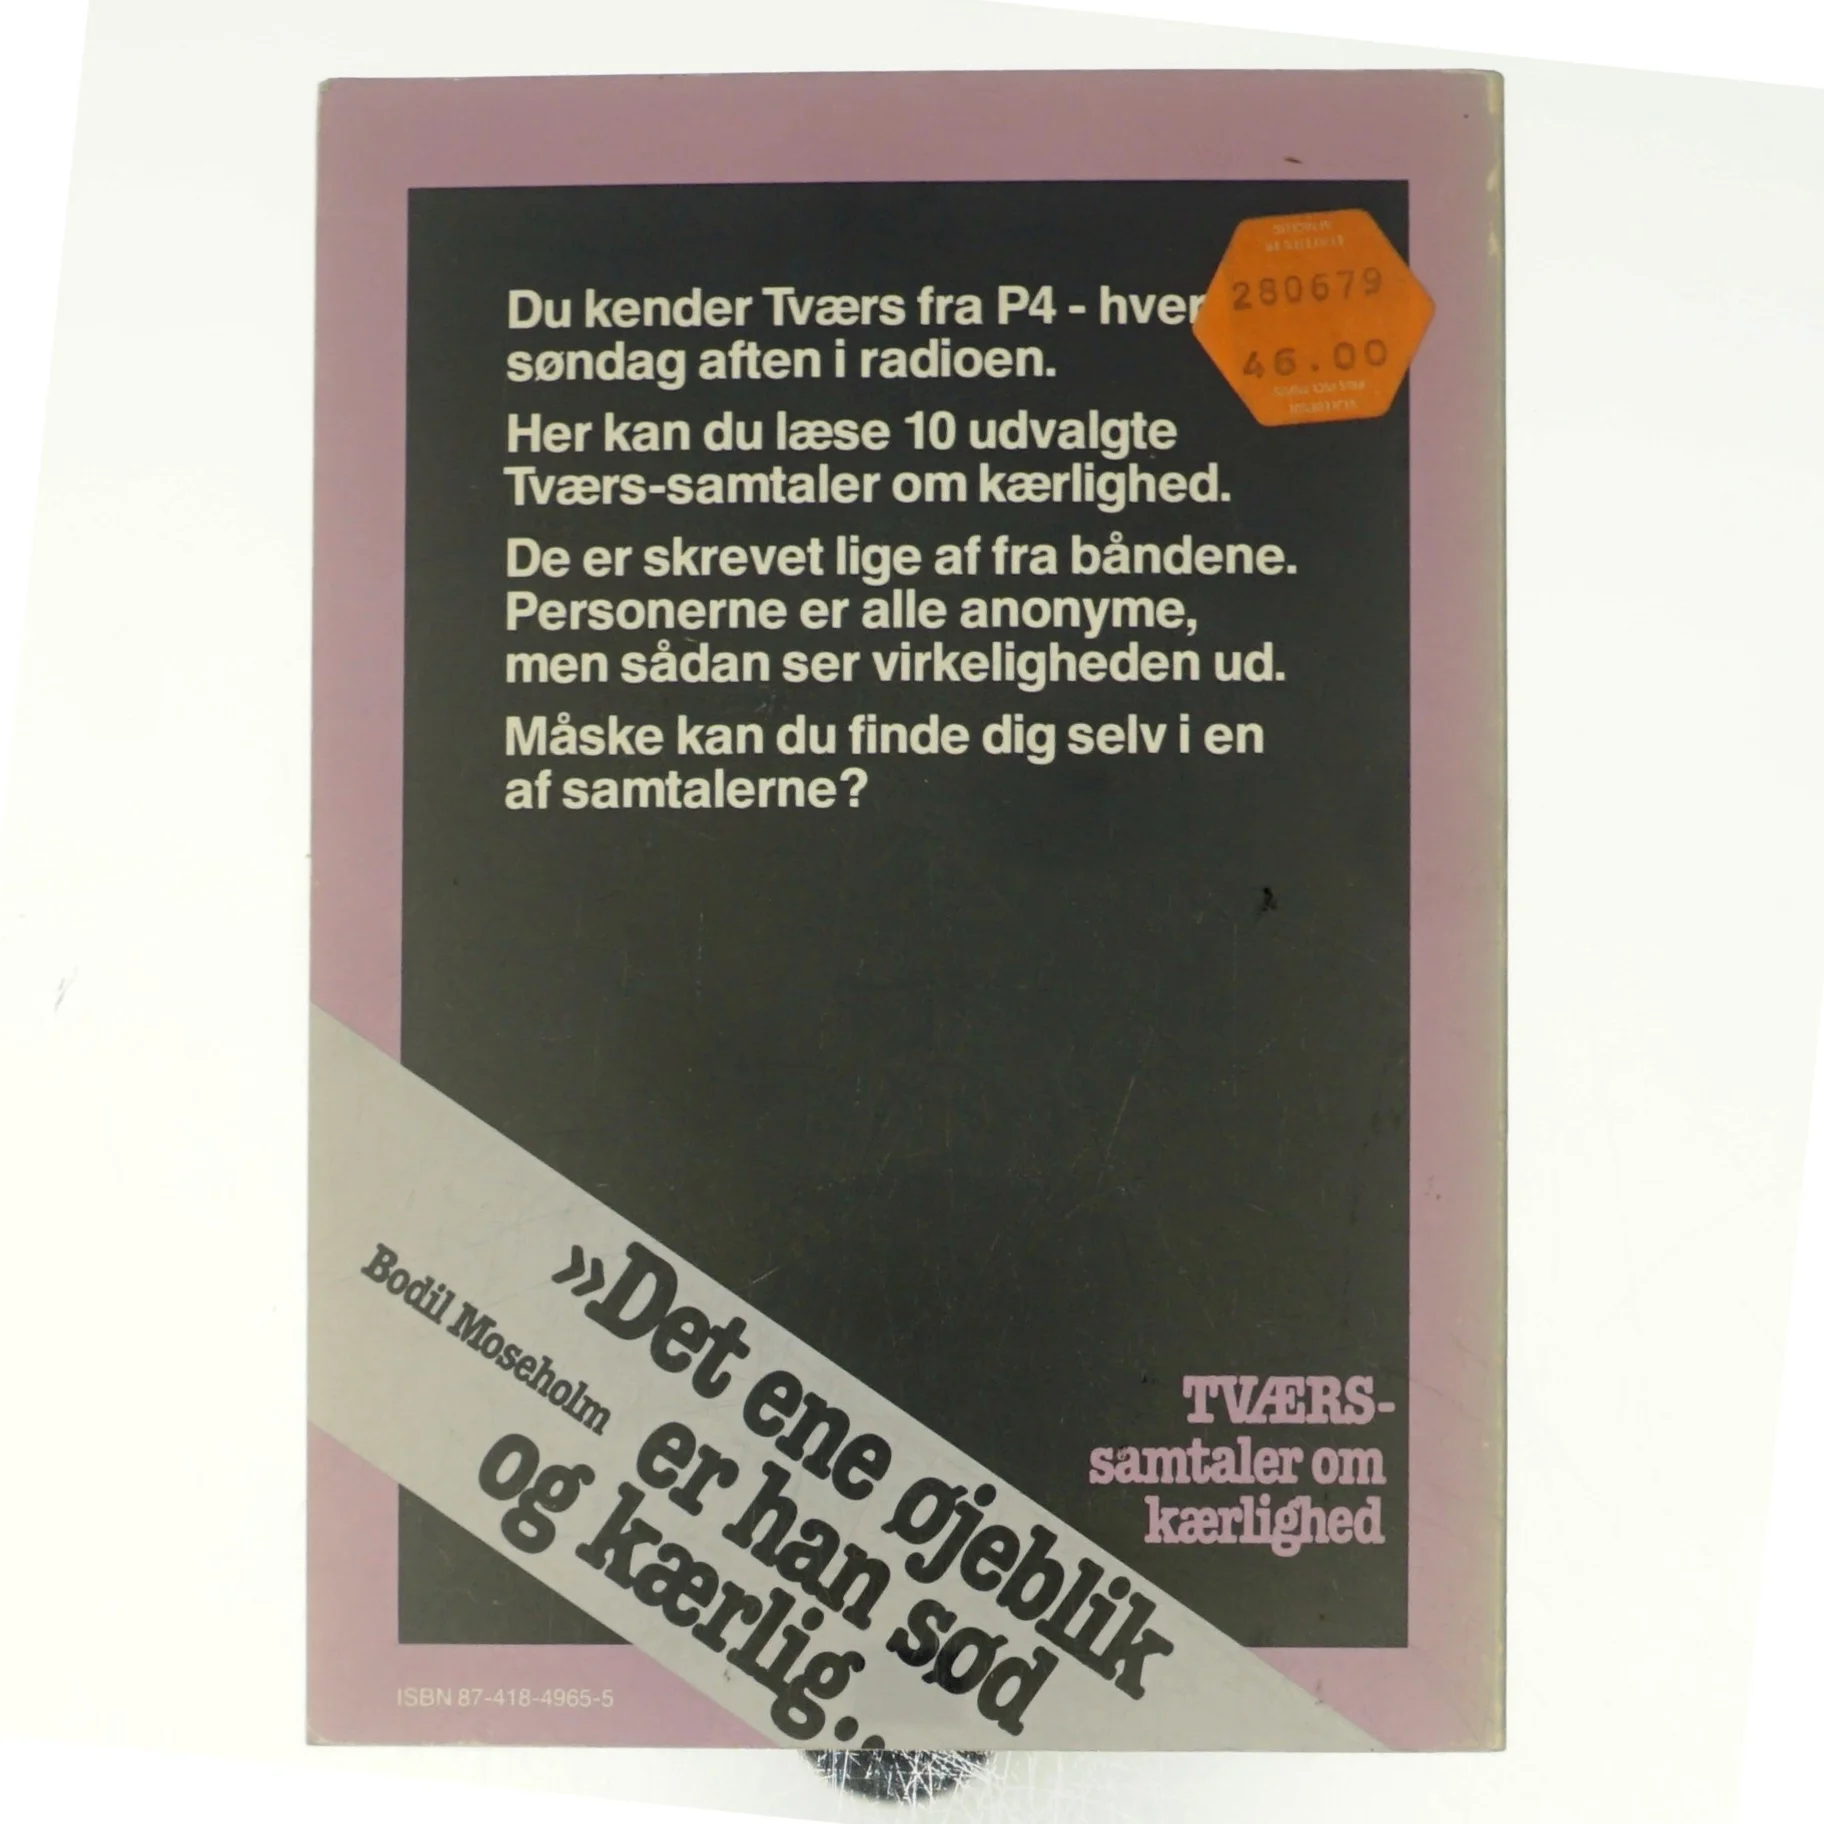 Du kender Tværs fra P4 - hver
søndag aften i radioen.
Her kan du læse 10 udvalgte
Tværs-samtaler om kærlighed.
De er skrevet lige af fra båndene.
Personerne er alle anonyme,
men sådan ser virkeligheden ud.
Måske kan du finde dig selv i en
af samtalerne?
280679
46.00
»Det ene øjeblik
er han sød
og kærlig..
Bodil Moseholm
TVÆRS-
samtaler om
kærlighed
ISBN 87-418-4965-5